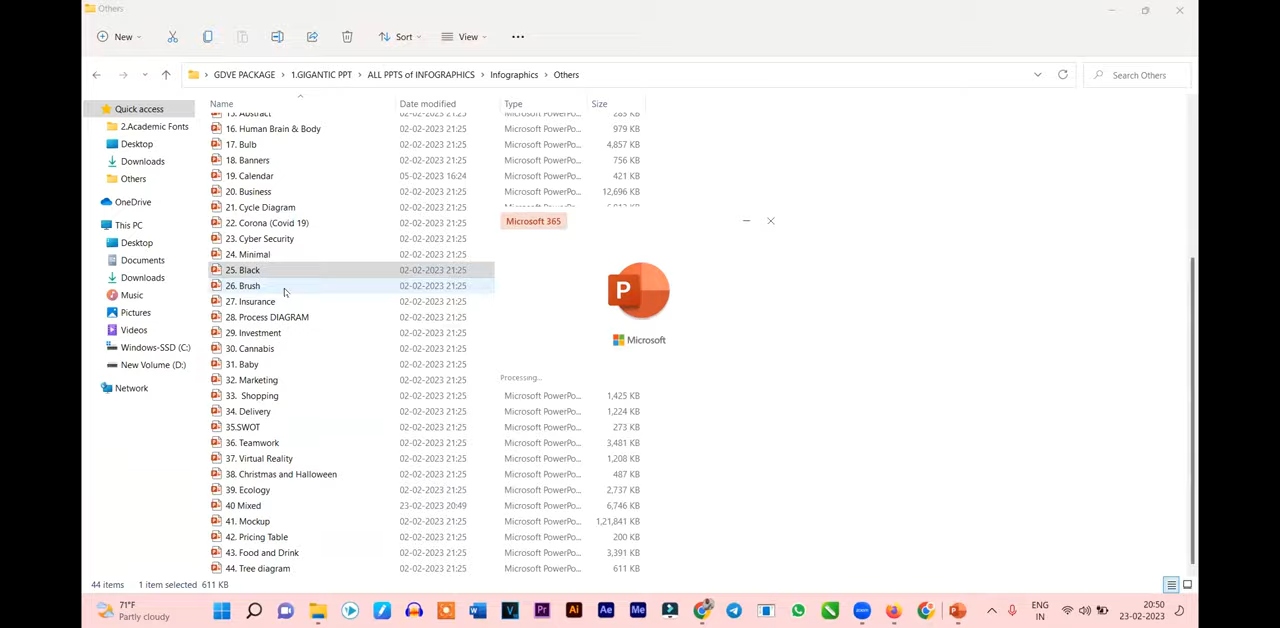 Others
New Sort View
GDVE PACKAGE > 1.GIGANTIC PPT > ALL PPTS of INFOGRAPHICS > Infographics > Others Search Others
Quick access
2.Academic Fonts
Desktop
Downloads
Others
OneDrive
This PC
Desktop
Documents
Downloads
Music
Pictures
Videos
Windows-SSD (C:)
New Volume (D:)
Network
Name Date modified Type Size
15. Abstract 02-02-2023 21:25 Microsoft PowerPo... 283 KB
16. Human Brain & Body 02-02-2023 21:25 Microsoft PowerPo... 979 KB
17. Bulb 02-02-2023 21:25 Microsoft PowerPo... 4,857 KB
18. Banners 02-02-2023 21:25 Microsoft PowerPo... 756 KB
19. Calendar 05-02-2023 16:24 Microsoft PowerPo... 421 KB
20. Business 02-02-2023 21:25 Microsoft PowerPo... 12,696 KB
21. Cycle Diagram 02-02-2023 21:25 Microsoft PowerPo...
22. Corona (Covid 19) 02-02-2023 21:25
23. Cyber Security 02-02-2023 21:25
24. Minimal 02-02-2023 21:25
25. Black 02-02-2023 21:25
26. Brush 02-02-2023 21:25
27. Insurance 02-02-2023 21:25
28. Process DIAGRAM 02-02-2023 21:25
29. Investment 02-02-2023 21:25
30. Cannabis 02-02-2023 21:25
31. Baby 02-02-2023 21:25
32. Marketing 02-02-2023 21:25
33. Shopping 02-02-2023 21:25 Microsoft PowerPo... 1,425 KB
34. Delivery 02-02-2023 21:25 Microsoft PowerPo... 1,224 KB
35.SWOT 02-02-2023 21:25 Microsoft PowerPo... 273 KB
36. Teamwork 02-02-2023 21:25 Microsoft PowerPo... 3,481 KB
37. Virtual Reality 02-02-2023 21:25 Microsoft PowerPo... 1,208 KB
38. Christmas and Halloween 02-02-2023 21:25 Microsoft PowerPo... 487 KB
39. Ecology 02-02-2023 21:25 Microsoft PowerPo... 2,737 KB
40 Mixed 23-02-2023 20:49 Microsoft PowerPo... 6,746 KB
41. Mockup 02-02-2023 21:25 Microsoft PowerPo... 1,21,841 KB
42. Pricing Table 02-02-2023 21:25 Microsoft PowerPo... 200 KB
43. Food and Drink 02-02-2023 21:25 Microsoft PowerPo... 3,391 KB
44. Tree diagram 02-02-2023 21:25 Microsoft PowerPo... 611 KB
Microsoft 365
P
Microsoft
Processing...
44 items 1 item selected 611 KB
71°F
Partly cloudy
ENG
IN
20:50
23-02-2023